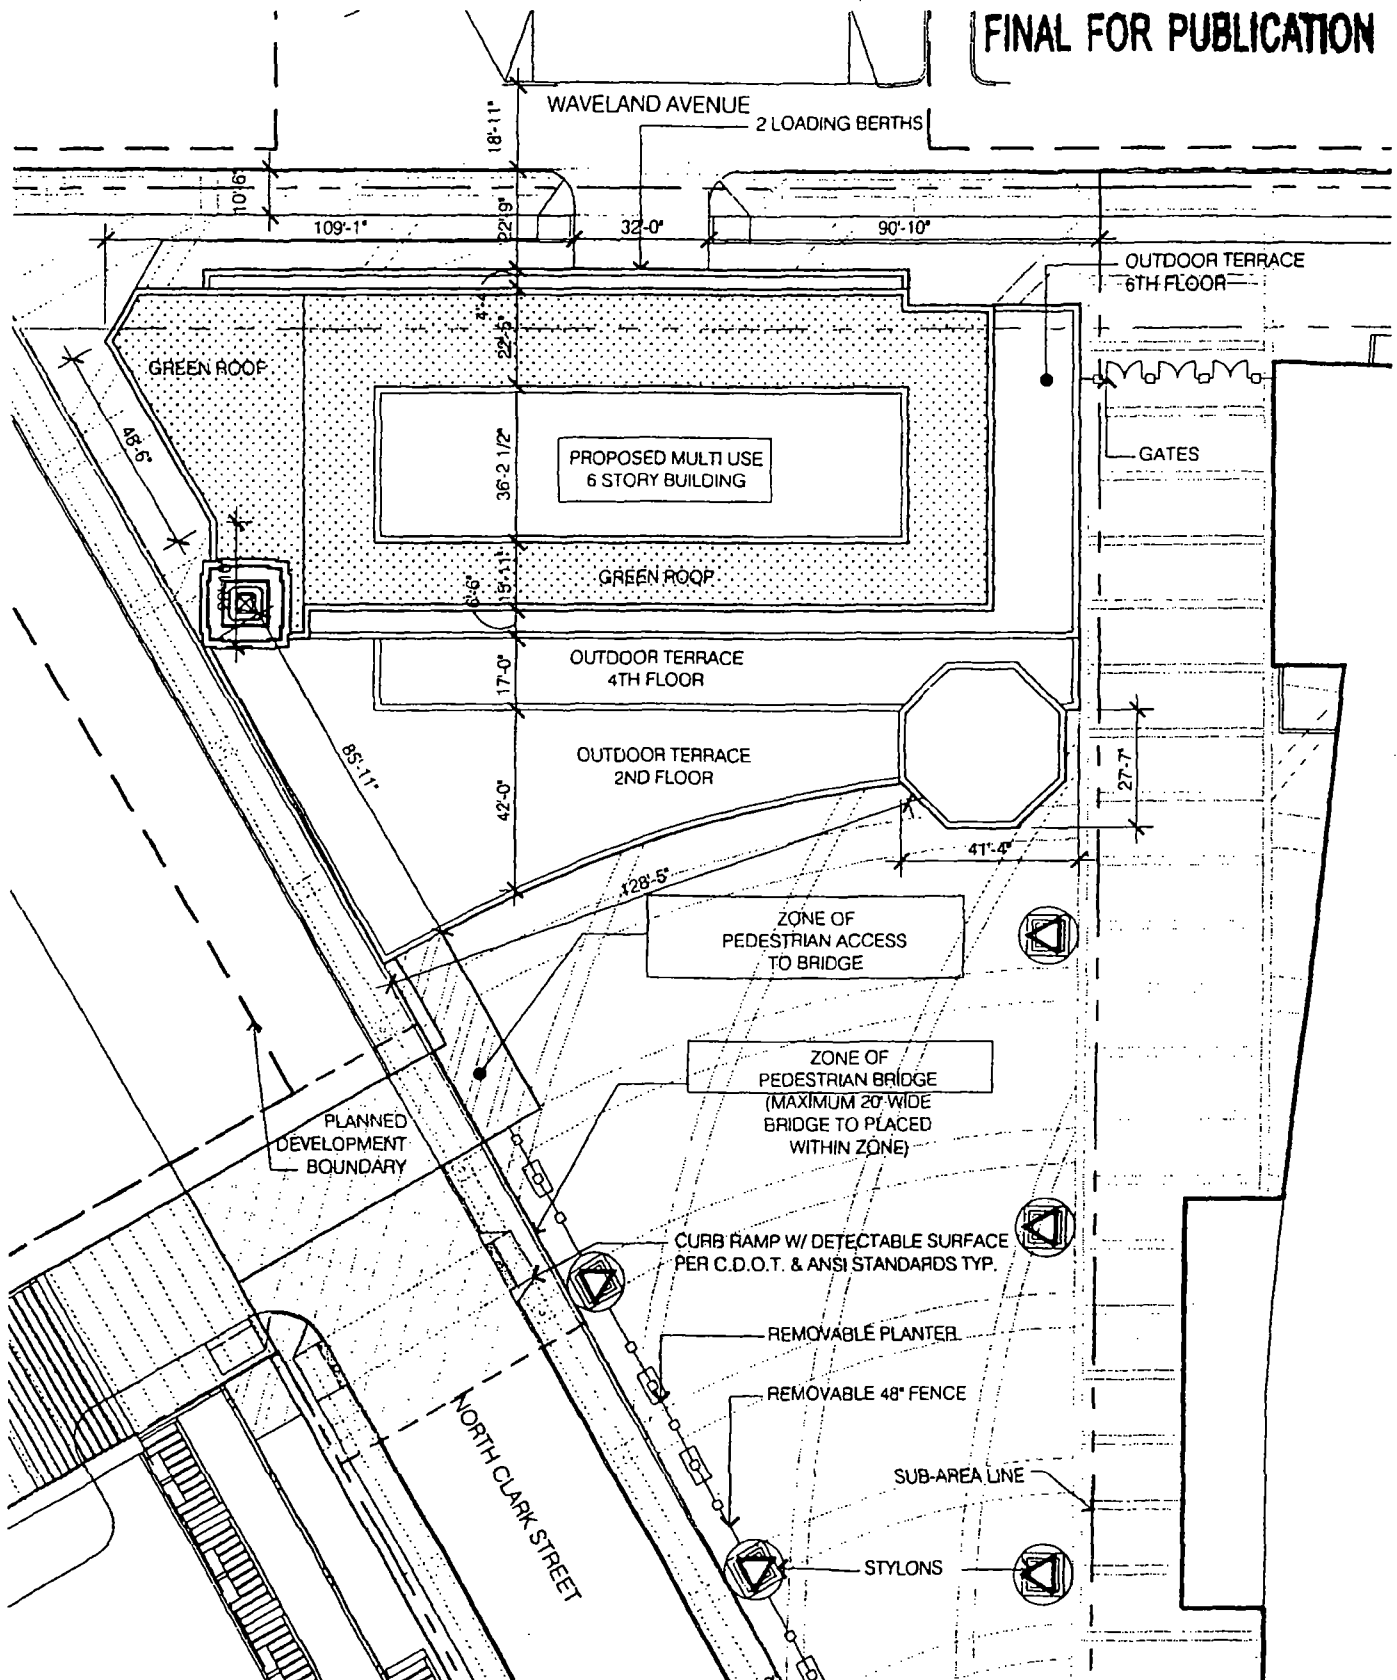 FINAL FOR PUBLICATION
WAVELAND AVENUE
2 LOADING BERTHS
18'-11"
10'6"
109'-1"
22'-9"
32'-0"
90'-10"
OUTDOOR TERRACE
6TH FLOOR
22'-5"
GREEN ROOF
48'-6"
36'-2 1/2"
PROPOSED MULTI USE
6 STORY BUILDING
GATES
GREEN ROOF
15'-11"
6'-6"
17'-0"
OUTDOOR TERRACE
4TH FLOOR
85'-11"
OUTDOOR TERRACE
2ND FLOOR
42'-0"
27'-7"
41'-4"
128'-5"
ZONE OF
PEDESTRIAN ACCESS
TO BRIDGE
ZONE OF
PEDESTRIAN BRIDGE
(MAXIMUM 20' WIDE
BRIDGE TO PLACED
WITHIN ZONE)
PLANNED
DEVELOPMENT
BOUNDARY
CURB RAMP W/ DETECTABLE SURFACE
PER C.D.O.T. & ANSI STANDARDS TYP.
REMOVABLE PLANTER
REMOVABLE 48" FENCE
NORTH CLARK STREET
SUB-AREA LINE
STYLONS